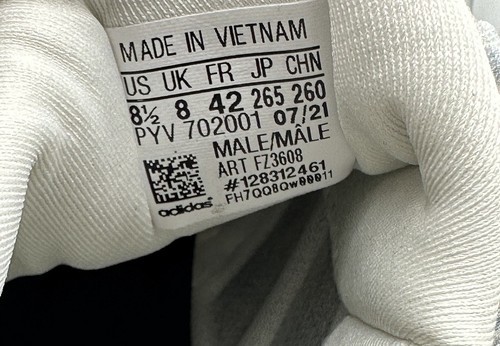 MADE IN VIETNAM
US UK FR JP CHN
8½ 8 42 265 260
PYV 702001 07/21
MALE/MÂLE
ART FZ3608
#128312461
FH7QQ8Qw00011
adidas